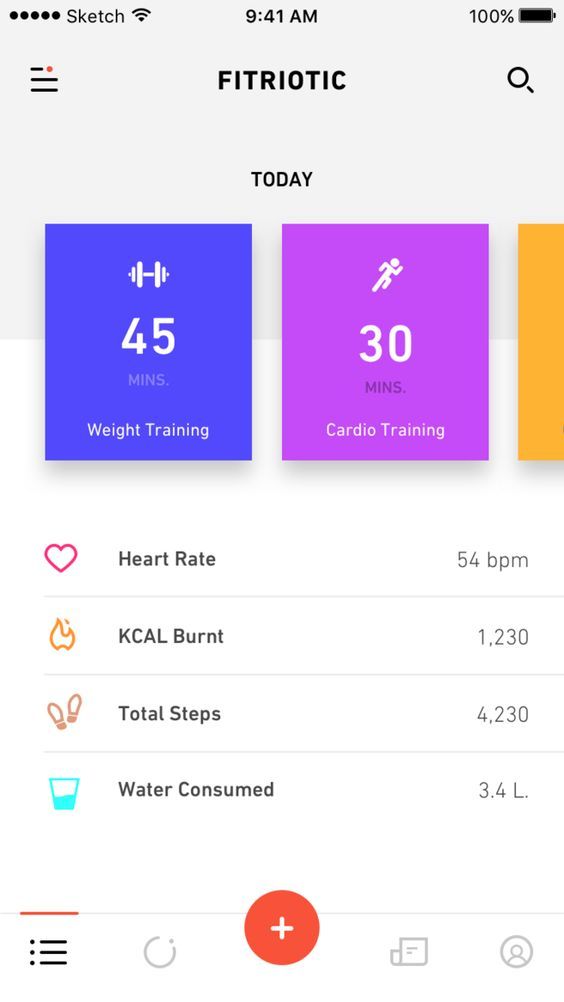 Sketch 9:41 AM 100%
FITRIOTIC
TODAY
45
MINS.
Weight Training
30
MINS.
Cardio Training
Heart Rate 54 bpm
KCAL Burnt 1,230
Total Steps 4,230
Water Consumed 3.4 L.